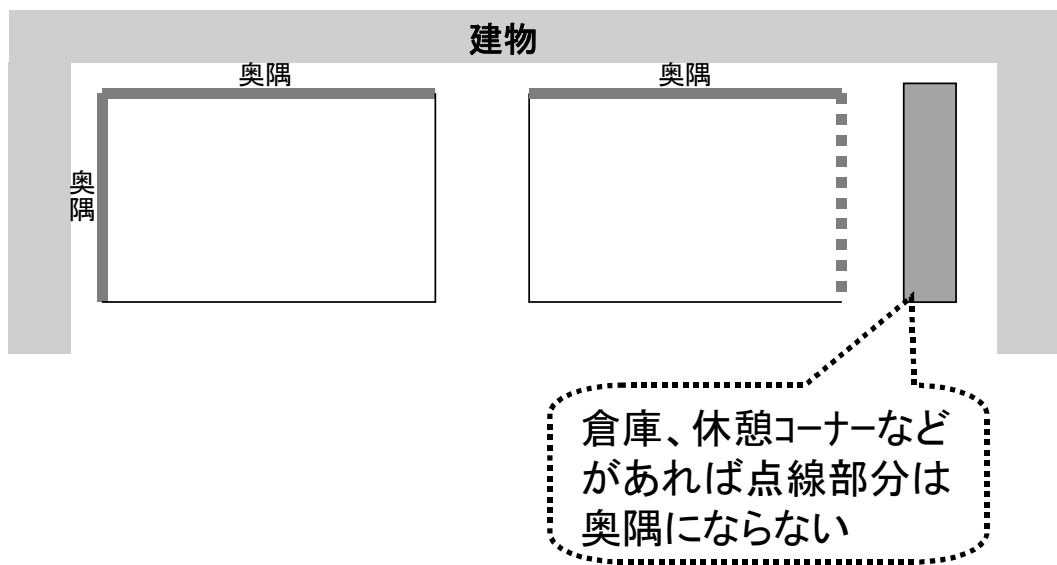 建物
奥隅
奥隅
奥隅
倉庫、休憩コーナーなど
があれば点線部分は
奥隅にならない